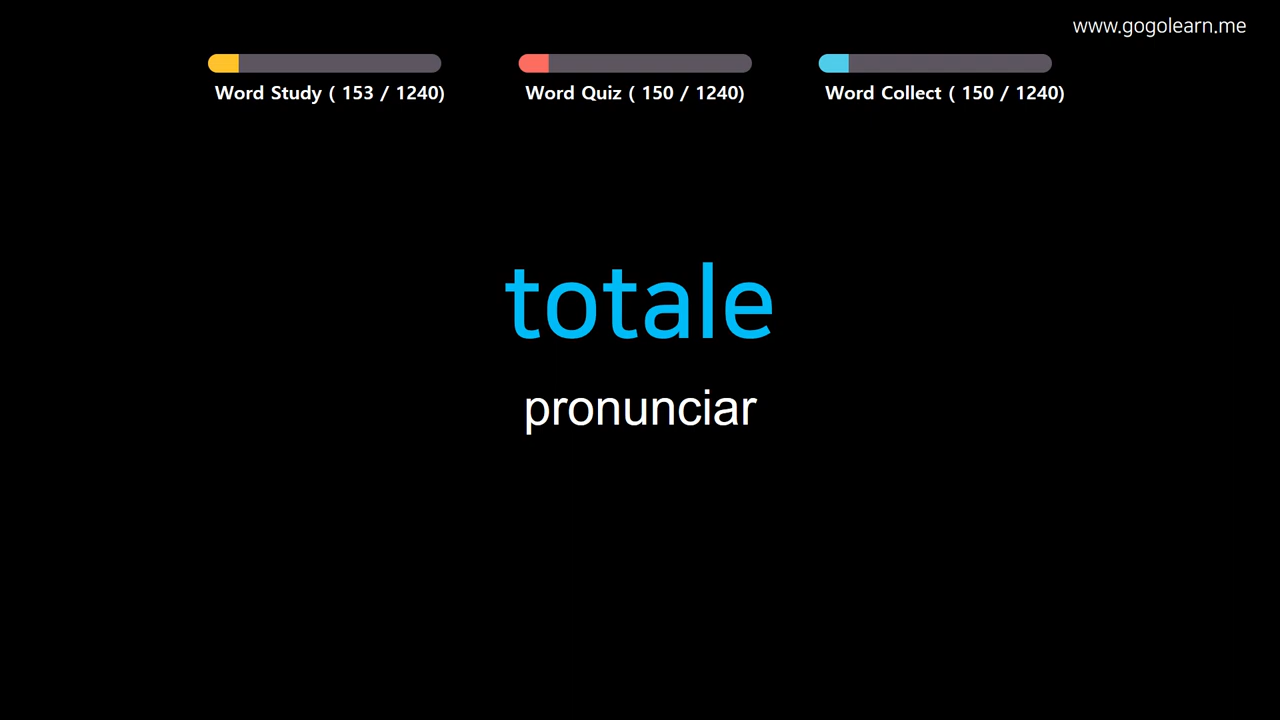 www.gogolearn.me
Word Study ( 153 / 1240)
Word Quiz ( 150 / 1240)
Word Collect ( 150 / 1240)
totale
pronunciar